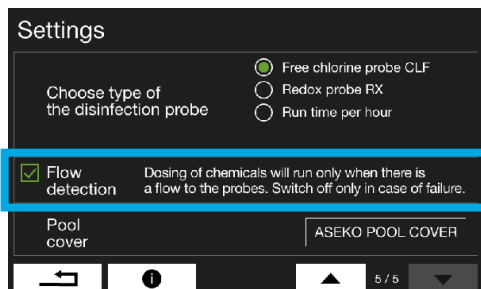 Settings
Choose type of
the disinfection probe
Free chlorine probe CLF
Redox probe RX
Run time per hour
Flow
detection
Dosing of chemicals will run only when there is
a flow to the probes. Switch off only in case of failure.
Pool
cover
ASEKO POOL COVER
5/5